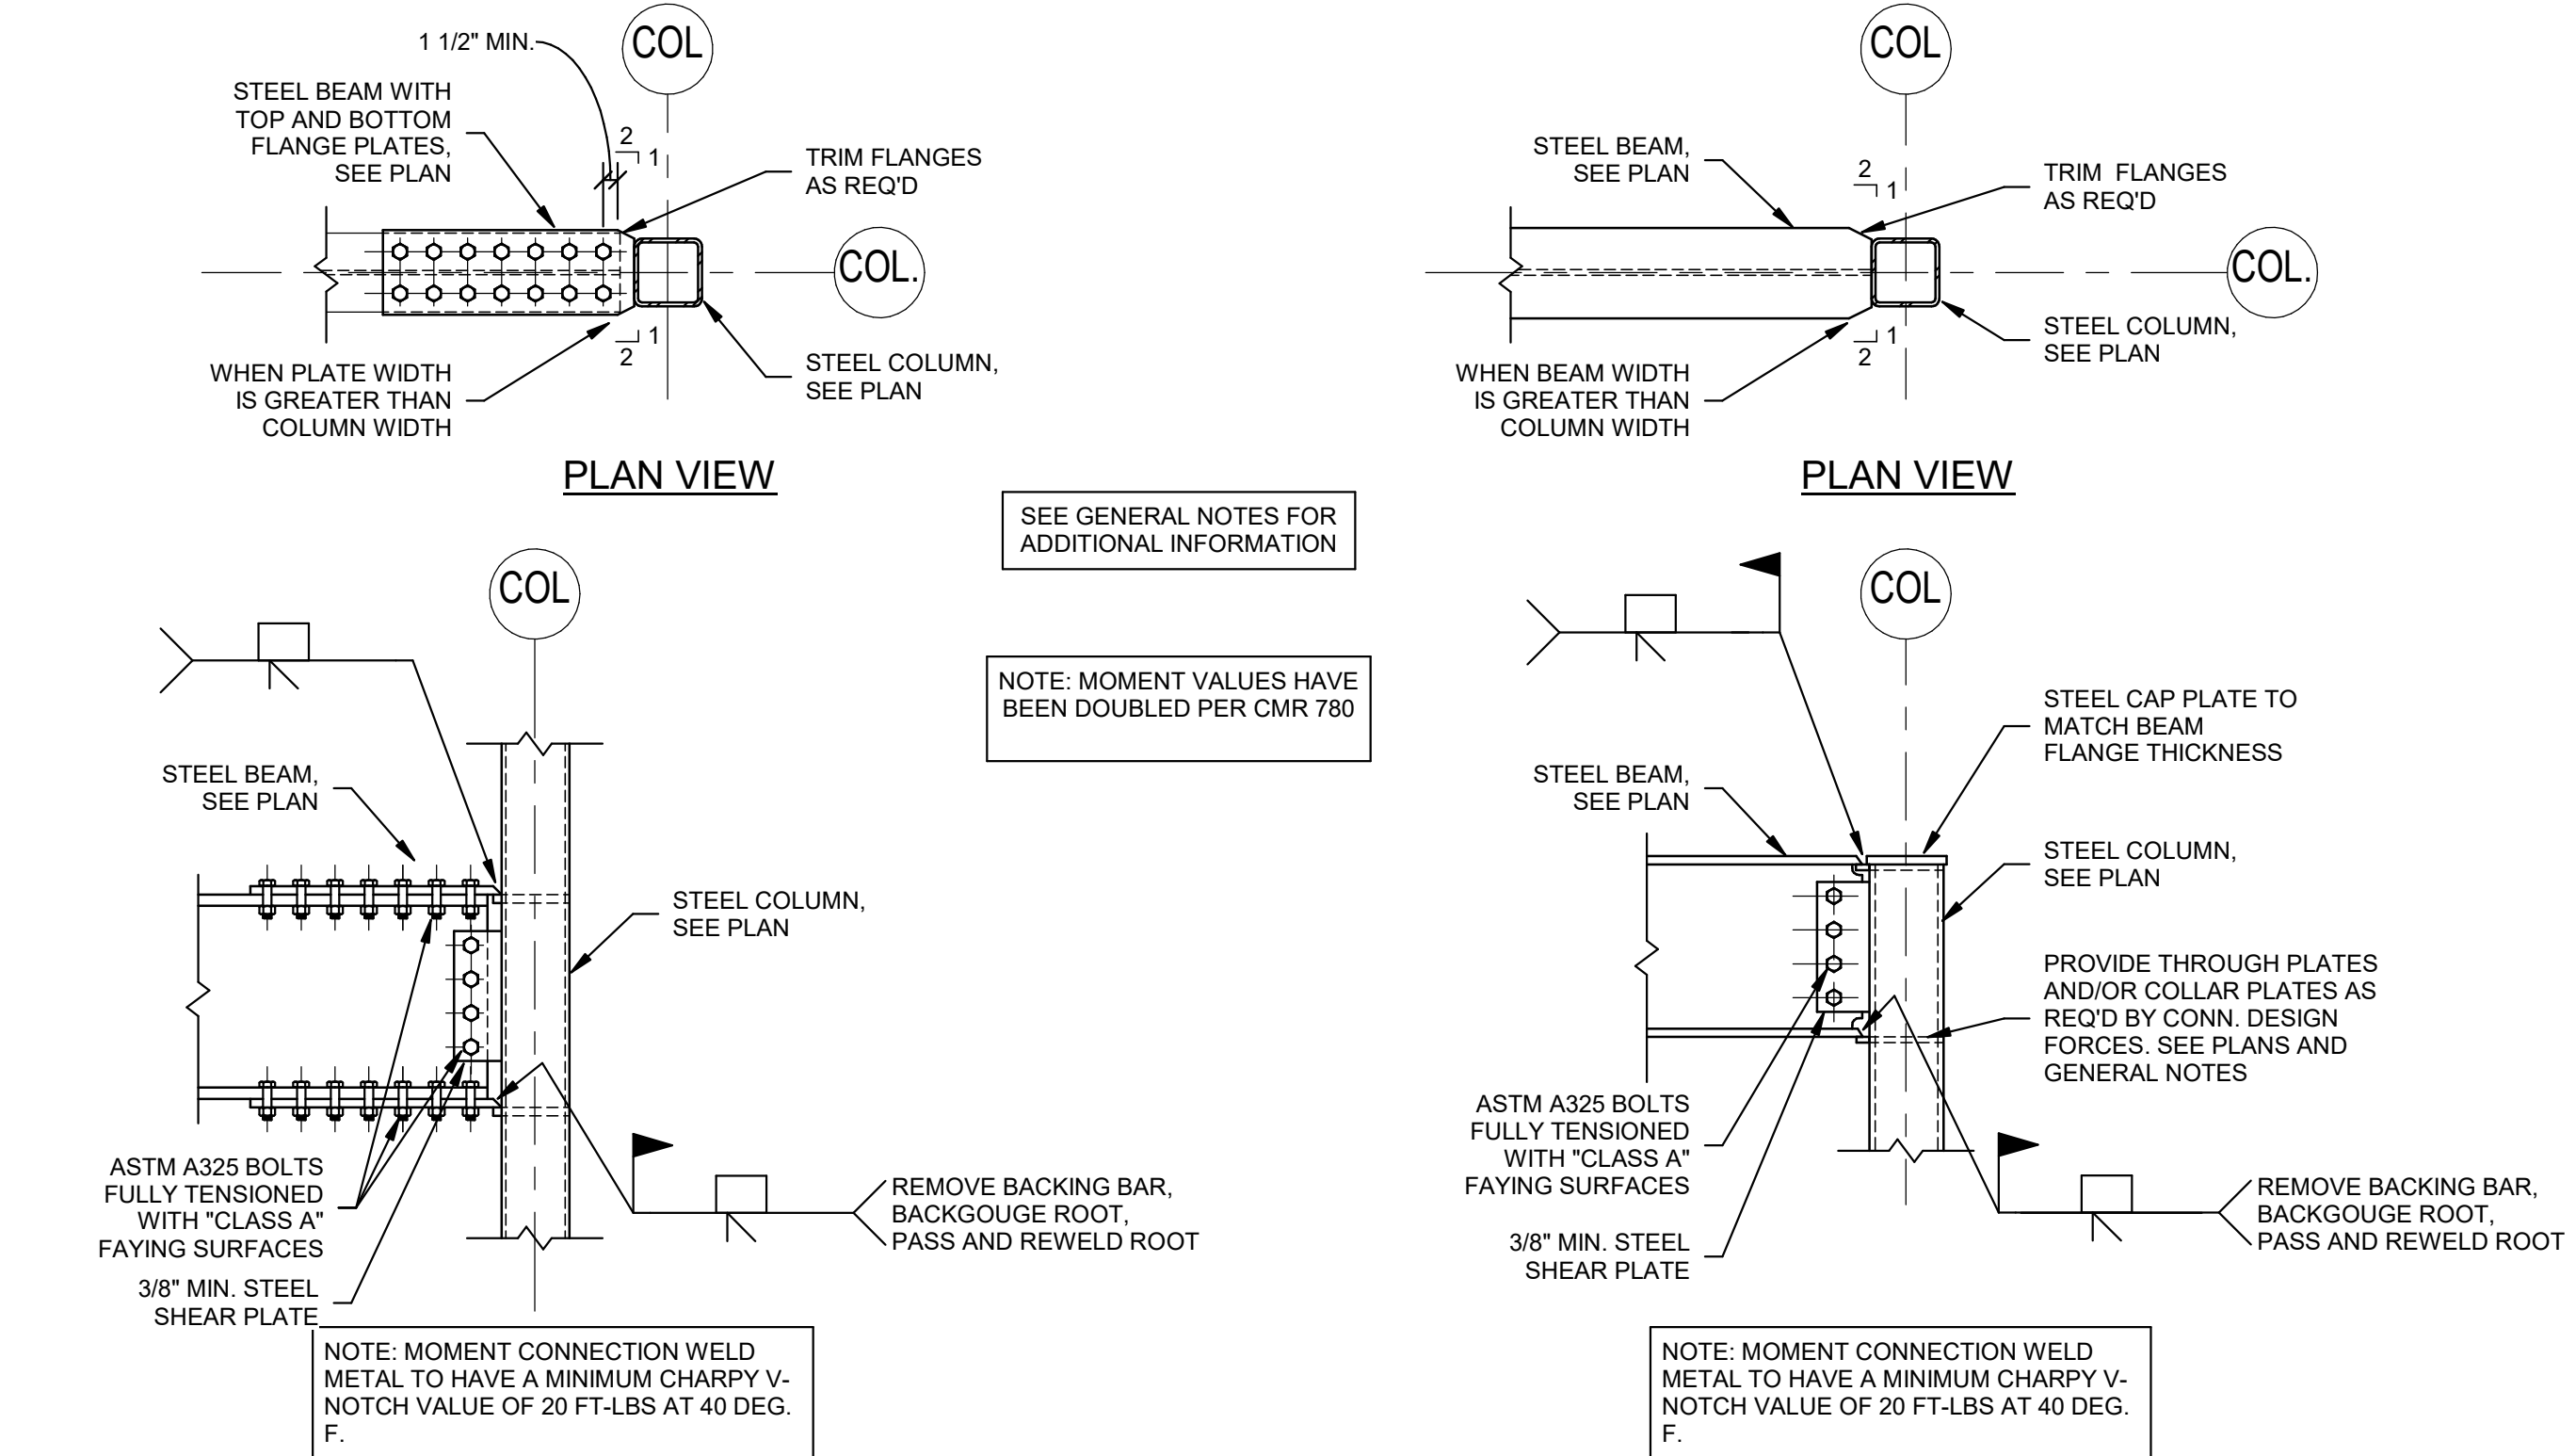 1 1/2" MIN.
COL
STEEL BEAM WITH
TOP AND BOTTOM
FLANGE PLATES,
SEE PLAN
2
1
TRIM FLANGES
AS REQ'D
COL.
1
2
WHEN PLATE WIDTH
IS GREATER THAN
COLUMN WIDTH
STEEL COLUMN,
SEE PLAN
PLAN VIEW
COL
STEEL BEAM,
SEE PLAN
2
1
TRIM FLANGES
AS REQ'D
COL.
1
2
WHEN BEAM WIDTH
IS GREATER THAN
COLUMN WIDTH
STEEL COLUMN,
SEE PLAN
PLAN VIEW
SEE GENERAL NOTES FOR
ADDITIONAL INFORMATION
NOTE: MOMENT VALUES HAVE
BEEN DOUBLED PER CMR 780
COL
STEEL BEAM,
SEE PLAN
STEEL COLUMN,
SEE PLAN
ASTM A325 BOLTS
FULLY TENSIONED
WITH "CLASS A"
FAYING SURFACES
3/8" MIN. STEEL
SHEAR PLATE
REMOVE BACKING BAR,
BACKGOUGE ROOT,
PASS AND REWELD ROOT
NOTE: MOMENT CONNECTION WELD
METAL TO HAVE A MINIMUM CHARPY V-
NOTCH VALUE OF 20 FT-LBS AT 40 DEG.
F.
COL
STEEL BEAM,
SEE PLAN
STEEL CAP PLATE TO
MATCH BEAM
FLANGE THICKNESS
STEEL COLUMN,
SEE PLAN
PROVIDE THROUGH PLATES
AND/OR COLLAR PLATES AS
REQ'D BY CONN. DESIGN
FORCES. SEE PLANS AND
GENERAL NOTES
ASTM A325 BOLTS
FULLY TENSIONED
WITH "CLASS A"
FAYING SURFACES
3/8" MIN. STEEL
SHEAR PLATE
REMOVE BACKING BAR,
BACKGOUGE ROOT,
PASS AND REWELD ROOT
NOTE: MOMENT CONNECTION WELD
METAL TO HAVE A MINIMUM CHARPY V-
NOTCH VALUE OF 20 FT-LBS AT 40 DEG.
F.